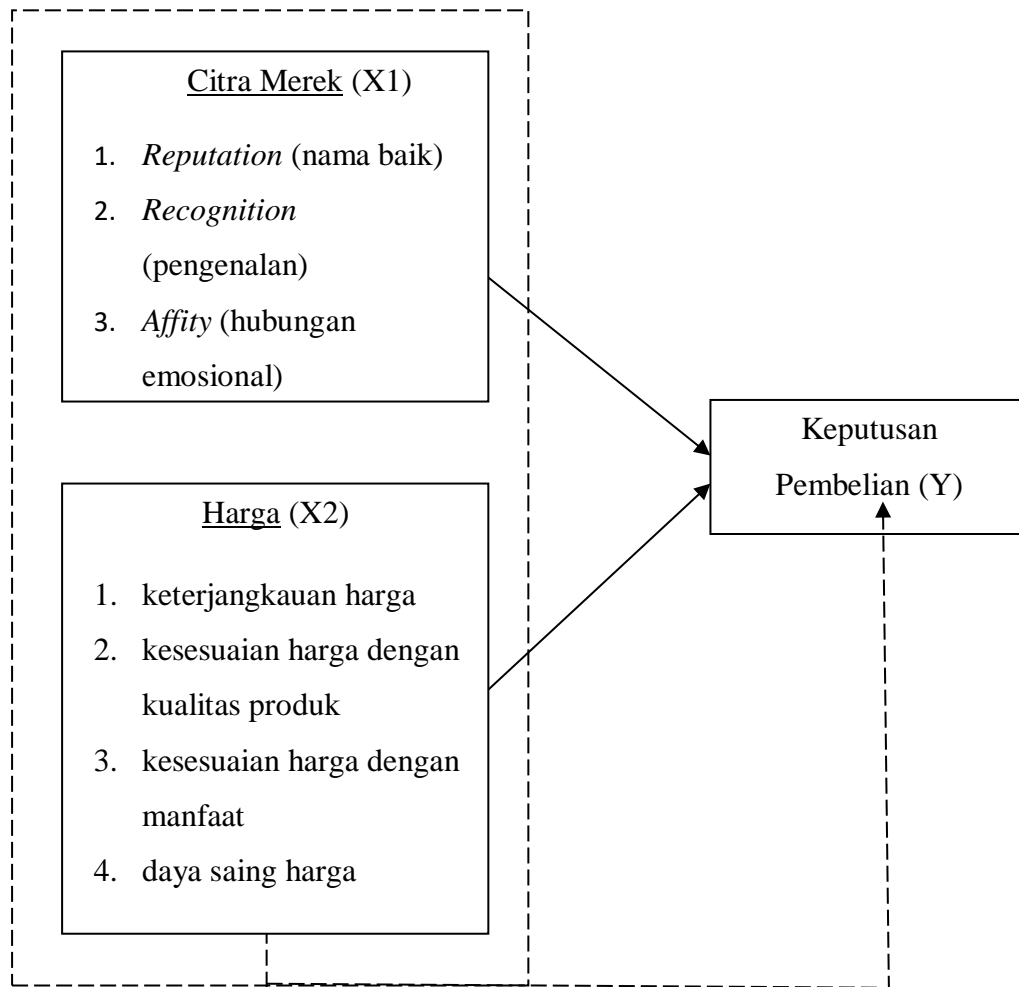 Citra Merek (X1)
1. Reputation (nama baik)
2. Recognition
(pengenalan)
3. Affity (hubungan
emosional)
Keputusan
Pembelian (Y)
Harga (X2)
1. keterjangkauan harga
2. kesesuaian harga dengan
kualitas produk
3. kesesuaian harga dengan
manfaat
4. daya saing harga